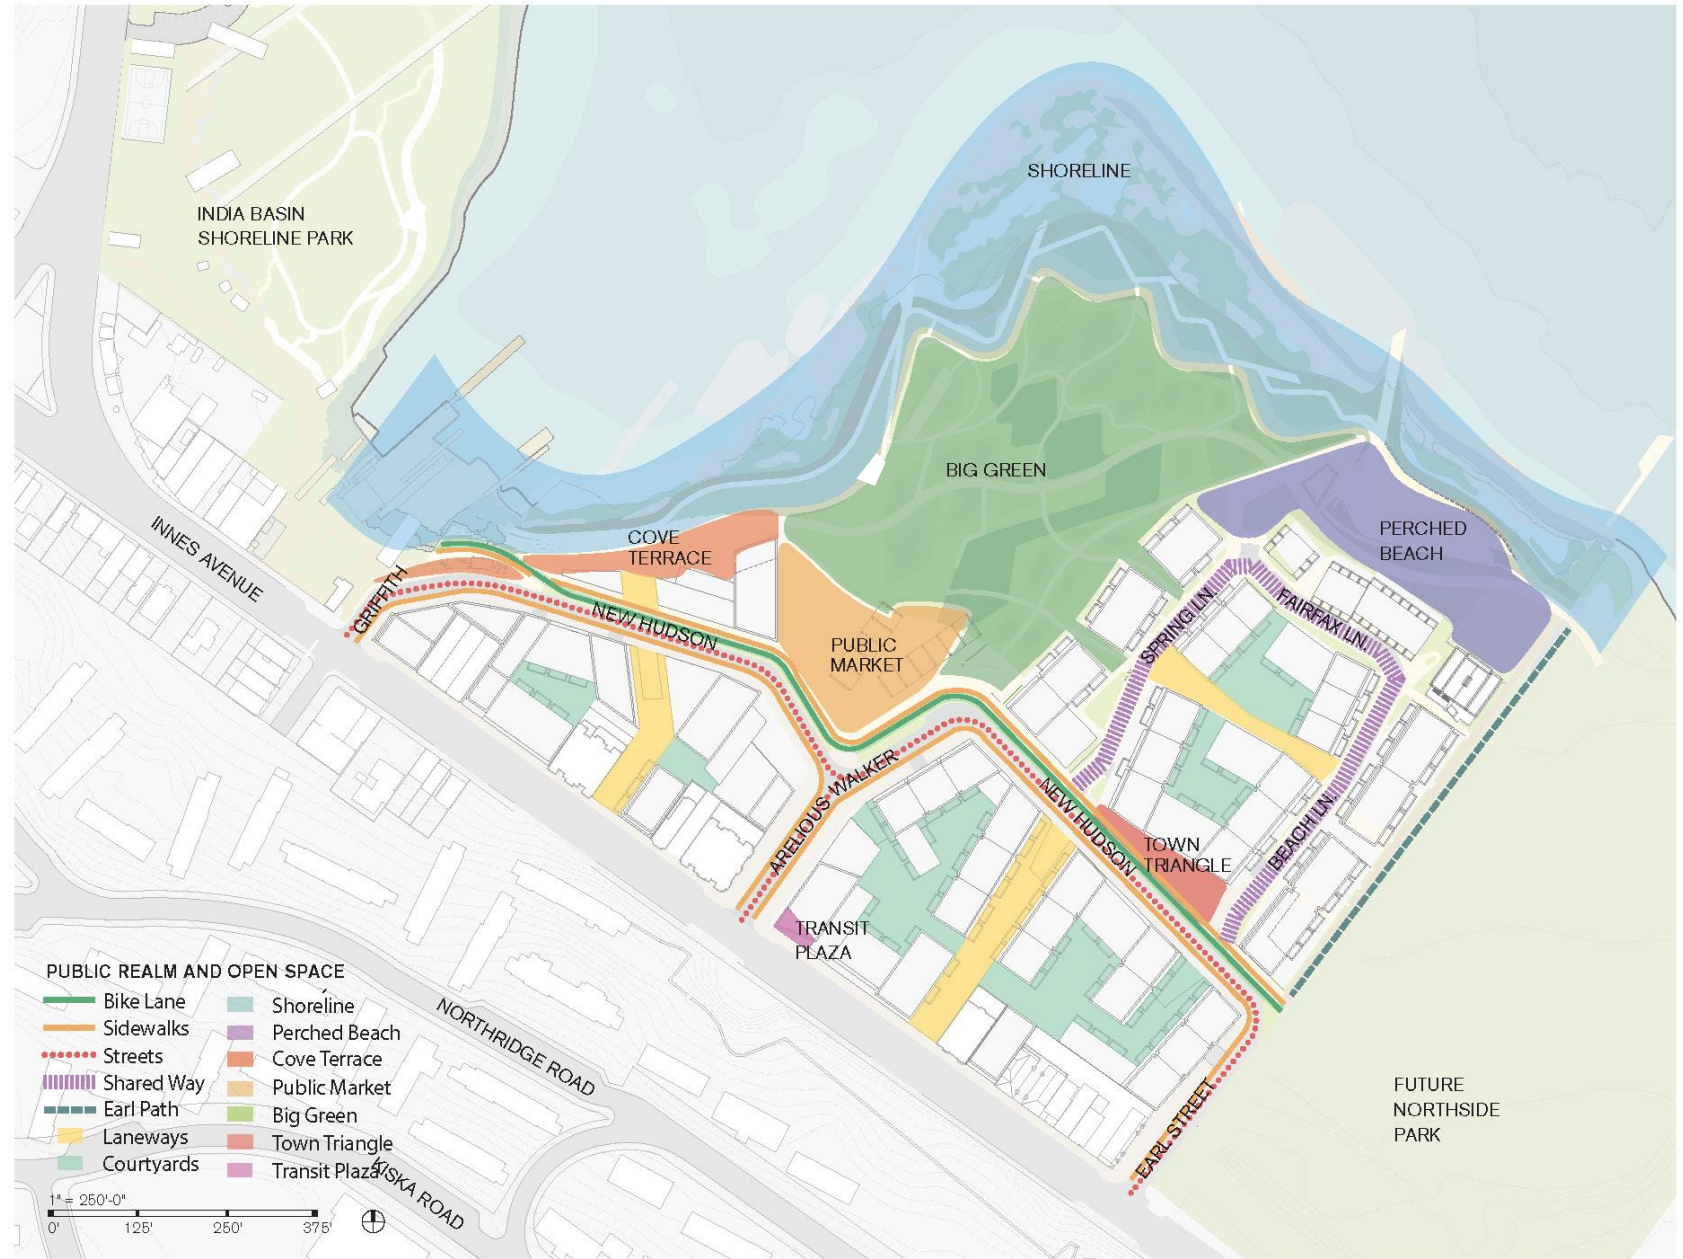 SHORELINE
INDIA BASIN
SHORELINE PARK
BIG GREEN
PERCHED
BEACH
INNES AVENUE
COVE
TERRACE
GRIFFITH
NEW HUDSON
PUBLIC
MARKET
SPRING LN.
FAIRFAX LN.
ARELIOUS WALKER
NEW HUDSON
TOWN
TRIANGLE
BEACH LN.
TRANSIT
PLAZA
EARL STREET
FUTURE
NORTHSIDE
PARK
NORTHRIDGE ROAD
KISKA ROAD
PUBLIC REALM AND OPEN SPACE
Bike Lane
Sidewalks
Streets
Shared Way
Earl Path
Laneways
Courtyards
Shoreline
Perched Beach
Cove Terrace
Public Market
Big Green
Town Triangle
Transit Plaza
1" = 250'-0"
0' 125' 250' 375'